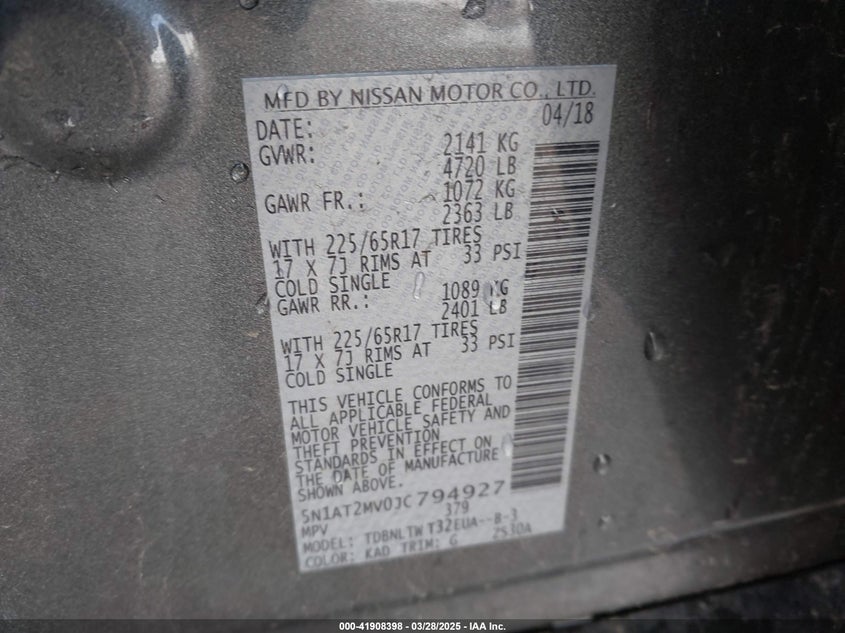 MFD BY NISSAN MOTOR CO., LTD.
DATE: 04/18
GVWR: 2141 KG
4720 LB
GAWR FR.: 1072 KG
2363 LB
WITH 225/65R17 TIRES
17 X 7J RIMS AT 33 PSI
COLD SINGLE
GAWR RR.: 1089 KG
2401 LB
WITH 225/65R17 TIRES
17 X 7J RIMS AT 33 PSI
COLD SINGLE
THIS VEHICLE CONFORMS TO
ALL APPLICABLE FEDERAL
MOTOR VEHICLE SAFETY AND
THEFT PREVENTION
STANDARDS IN EFFECT ON
THE DATE OF MANUFACTURE
SHOWN ABOVE.
5N1AT2MV0JC794927
MPV 379
MODEL: TDBNLTW T32EUA--B-3
COLOR: KAD TRIM: G 2S30A
000-41908398 - 03/28/2025 - IAA Inc.